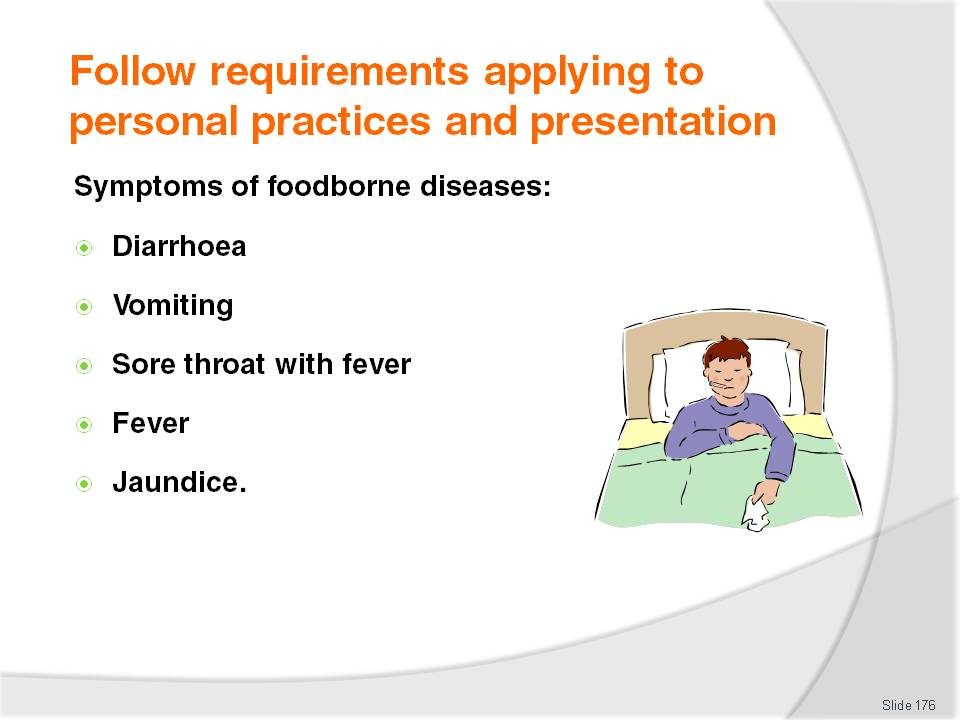 Follow requirements applying to
personal practices and presentation
Symptoms of foodborne diseases:
Diarrhoea
Vomiting
Sore throat with fever
Fever
Jaundice.
Slide 176